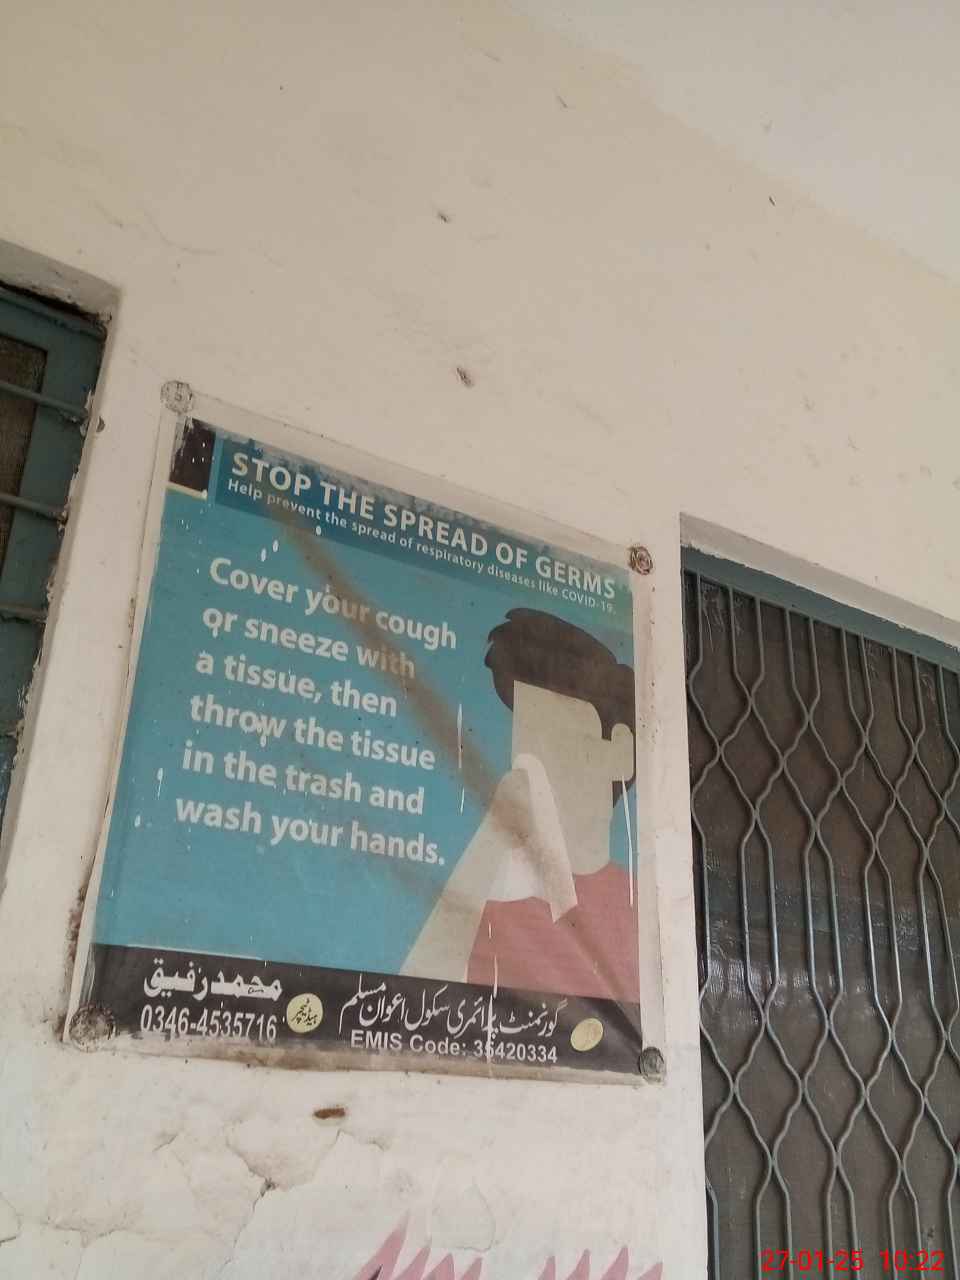 STOP THE SPREAD OF GERMS
Help prevent the spread of respiratory diseases like COVID-19.
Cover your cough
or sneeze with
a tissue, then
throw the tissue
in the trash and
wash your hands.
محمد رفیق
ہیڈ ٹیچر
0346-4535716
گورنمنٹ پرائمری سکول اعوان مسلم
EMIS Code: 35420334
27-01-25 10:22